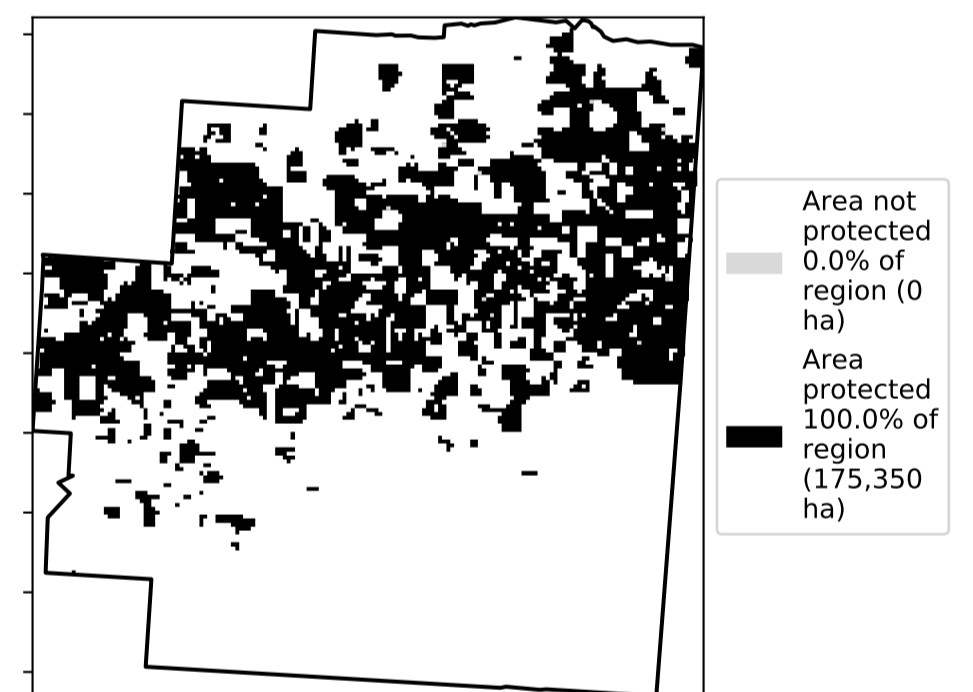 Area not
protected
0.0% of
region (0
ha)
Area
protected
100.0% of
region
(175,350
ha)